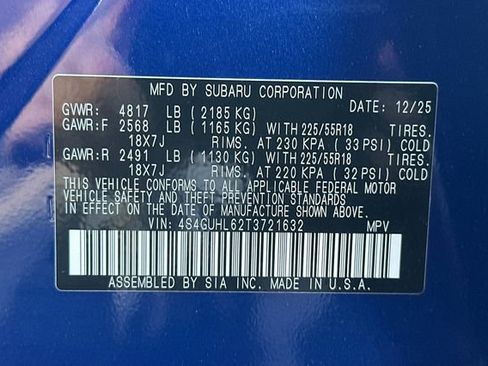 MFD BY SUBARU CORPORATION
GVWR: 4817 LB ( 2185 KG) DATE: 12/25
GAWR:F 2568 LB ( 1165 KG) WITH 225/55R18 TIRES.
18X7J RIMS. AT 230 KPA ( 33 PSI) COLD
GAWR:R 2491 LB ( 1130 KG) WITH 225/55R18 TIRES.
18X7J RIMS. AT 220 KPA ( 32 PSI) COLD
THIS VEHICLE CONFORMS TO ALL APPLICABLE FEDERAL MOTOR
VEHICLE SAFETY AND THEFT PREVENTION STANDARDS
IN EFFECT ON THE DATE OF MANUFACTURE SHOWN ABOVE.
VIN: 4S4GUHL62T3721632 MPV
ASSEMBLED BY SIA INC. MADE IN U.S.A.